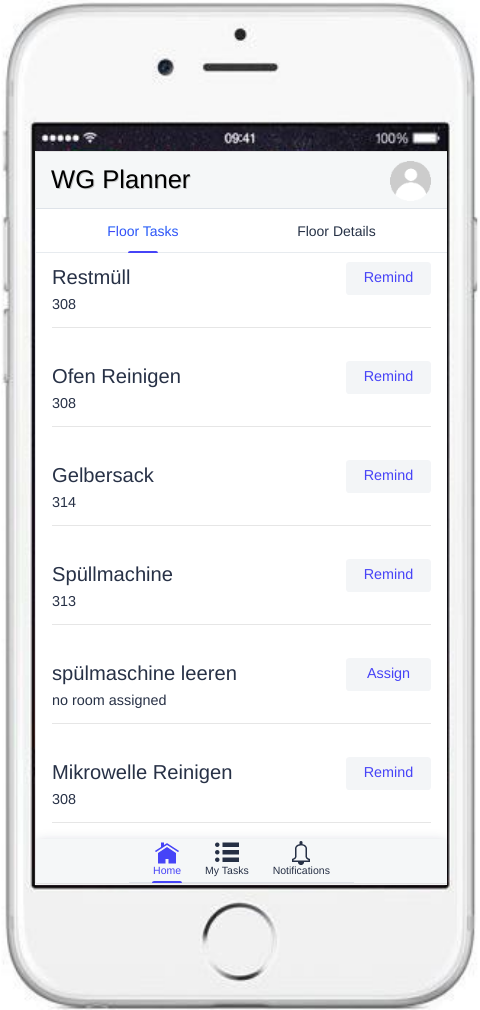 09:41
100%
WG Planner
Floor Tasks
Floor Details
Restmüll
Remind
308
Ofen Reinigen
Remind
308
Gelbersack
Remind
314
Spüllmachine
Remind
313
spülmaschine leeren
Assign
no room assigned
Mikrowelle Reinigen
Remind
308
Home
My Tasks
Notifications